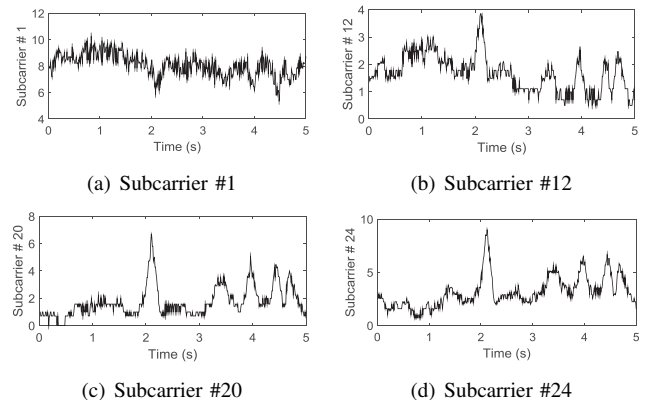 12
10
8
6
4
Subcarrier # 1
0 1 2 3 4 5
Time (s)
(a) Subcarrier #1
4
3
2
1
0
Subcarrier # 12
0 1 2 3 4 5
Time (s)
(b) Subcarrier #12
8
6
4
2
0
Subcarrier # 20
0 1 2 3 4 5
Time (s)
(c) Subcarrier #20
10
5
0
Subcarrier # 24
0 1 2 3 4 5
Time (s)
(d) Subcarrier #24